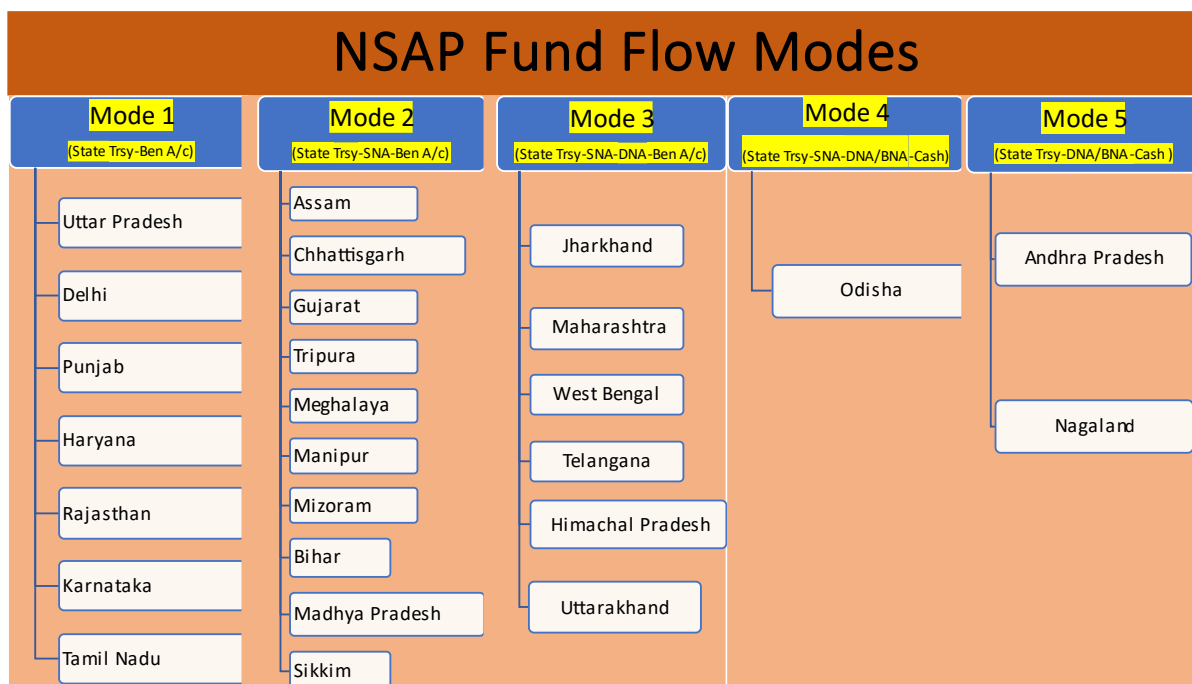 NSAP Fund Flow Modes
Mode 1
(State Trsy-Ben A/c)
Uttar Pradesh
Delhi
Punjab
Haryana
Rajasthan
Karnataka
Tamil Nadu
Mode 2
(State Trsy-SNA-Ben A/c)
Assam
Chhattisgarh
Gujarat
Tripura
Meghalaya
Manipur
Mizoram
Bihar
Madhya Pradesh
Sikkim
Mode 3
(State Trsy-SNA-DNA-Ben A/c)
Jharkhand
Maharashtra
West Bengal
Telangana
Himachal Pradesh
Uttarakhand
Mode 4
(State Trsy-SNA-DNA/BNA-Cash)
Odisha
Mode 5
(State Trsy-DNA/BNA-Cash )
Andhra Pradesh
Nagaland